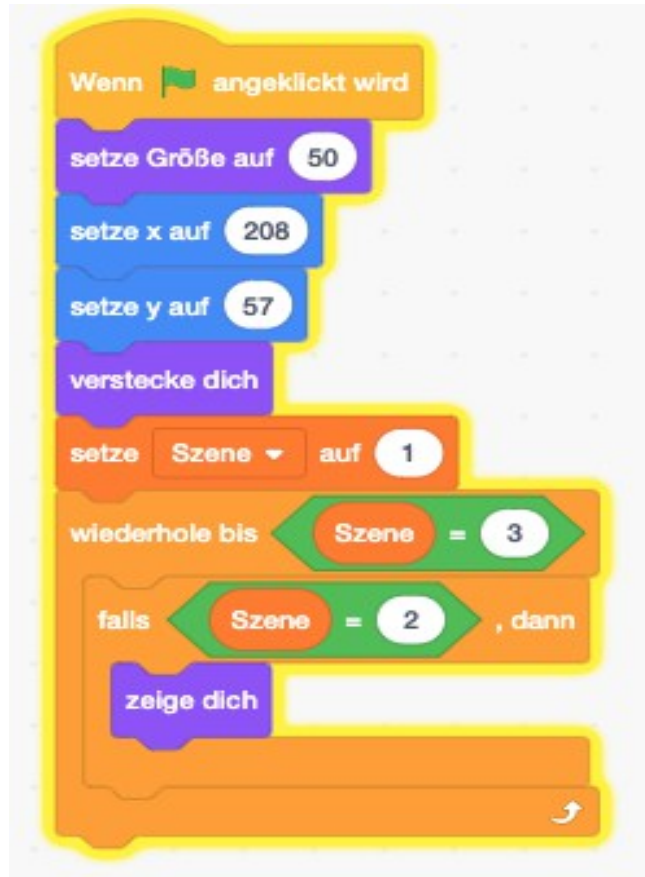 Wenn angeklickt wird
setze Größe auf 50
setze x auf 208
setze y auf 57
verstecke dich
setze Szene auf 1
wiederhole bis Szene = 3
falls Szene = 2 , dann
zeige dich